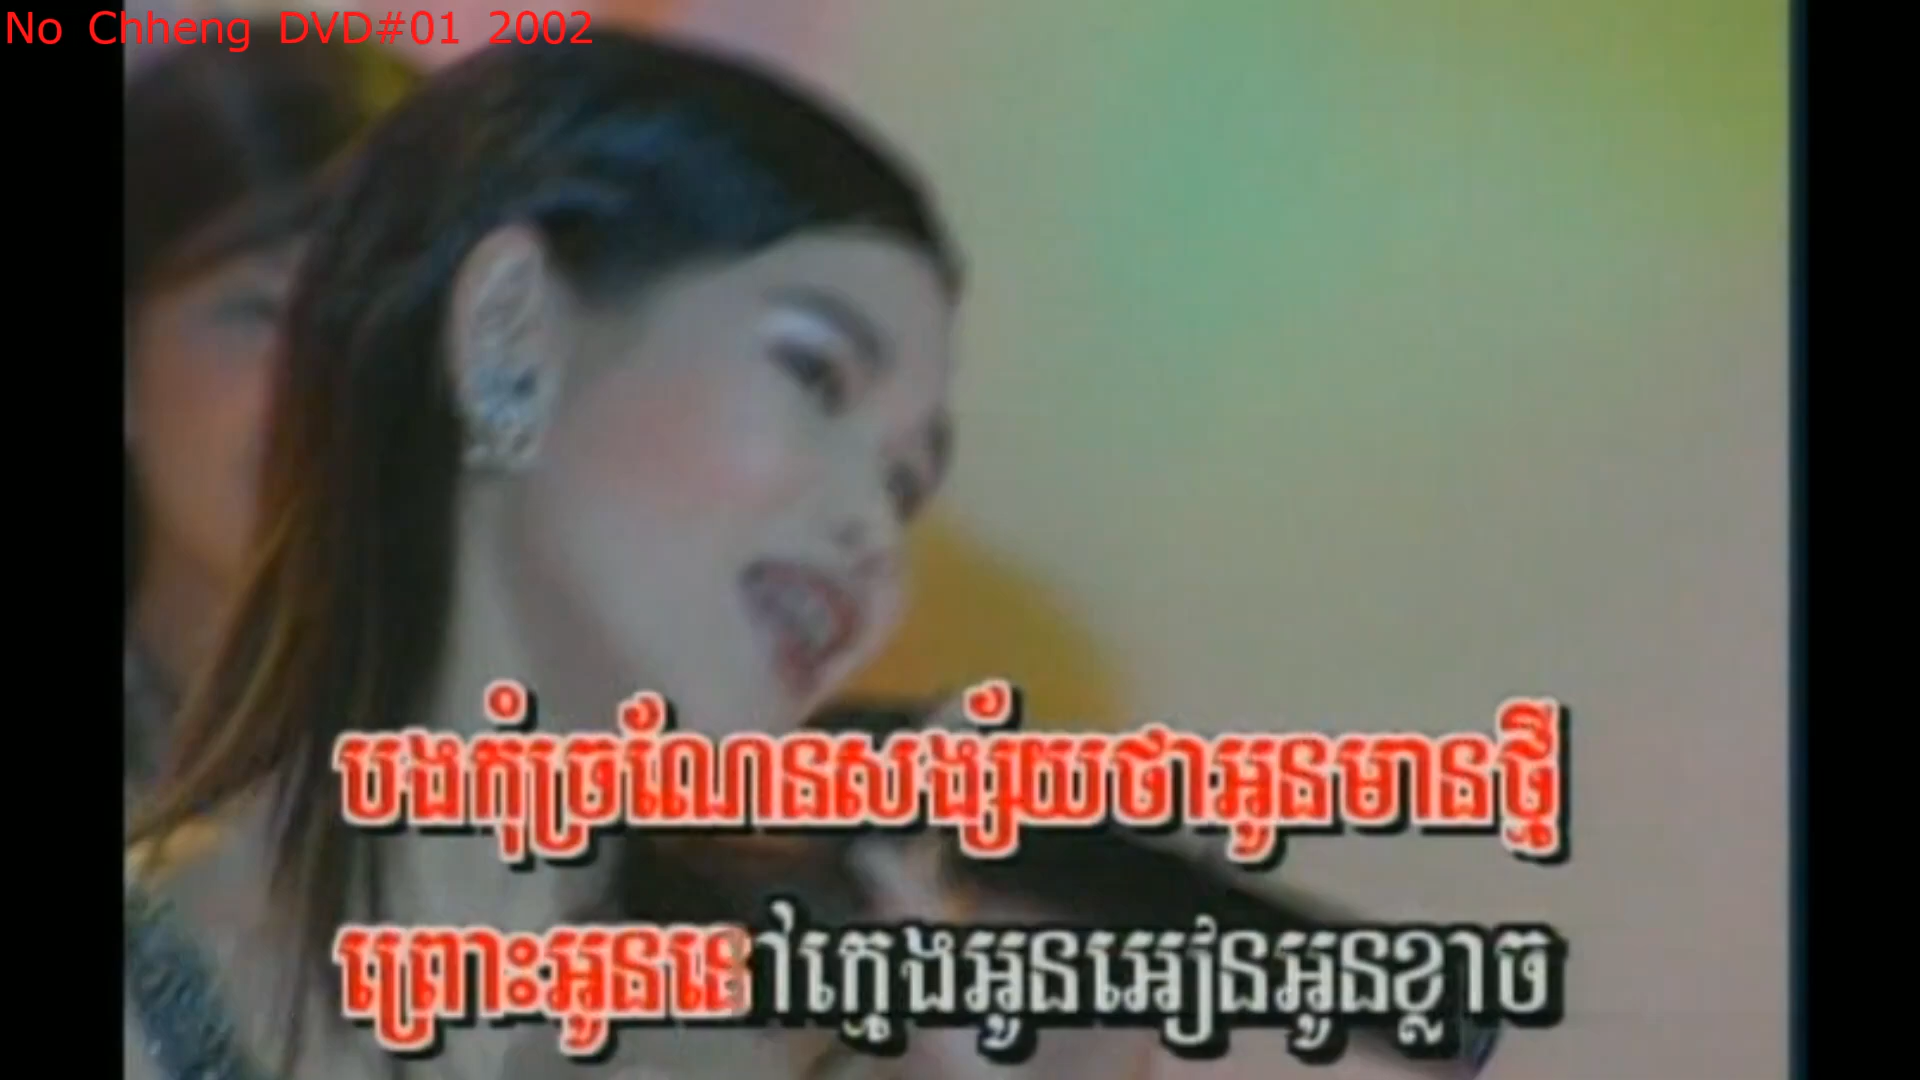 No Chheng DVD#01 2002
បងកុំច្រណែនសង្ស័យថាអូនមានថ្មី
ព្រោះអូននៅក្មេងអូនអៀនអូនខ្លាច